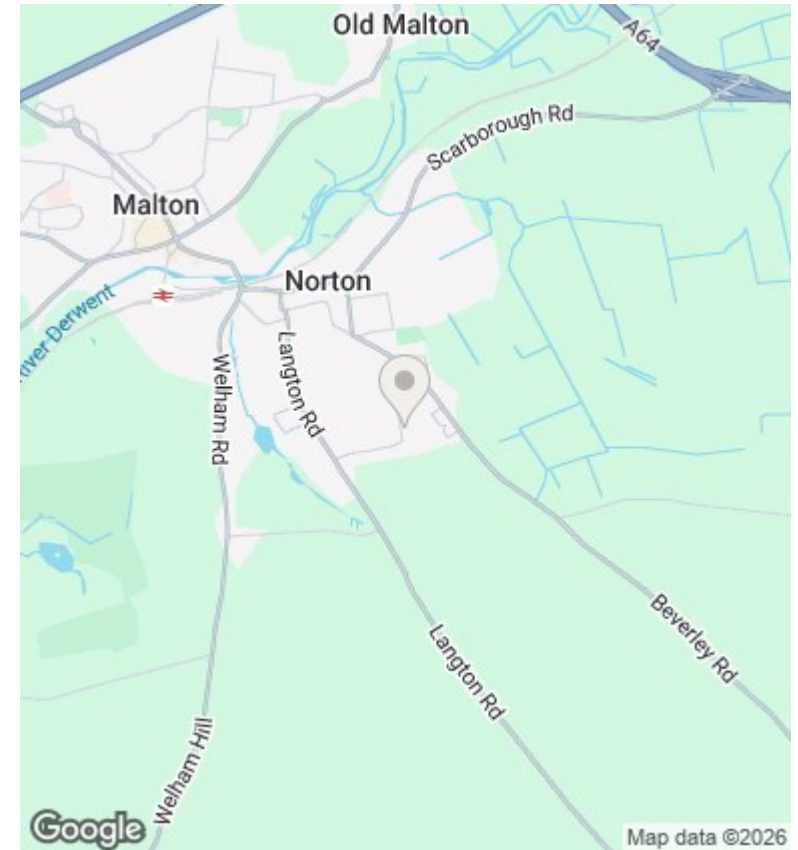 Old Malton
A64
Scarborough Rd
Malton
Norton
River Derwent
Langton Rd
Welham Rd
Beverley Rd
Langton Rd
Welham Hill
Google
Map data ©2026